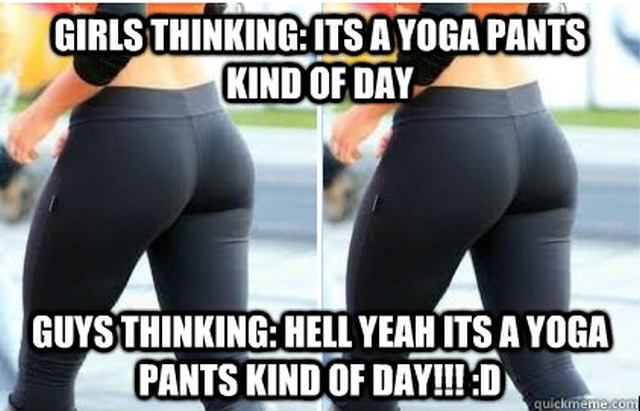 GIRLS THINKING: ITS A YOGA PANTS
KIND OF DAY
GUYS THINKING: HELL YEAH ITS A YOGA
PANTS KIND OF DAY!!! :D
quickmeme.com